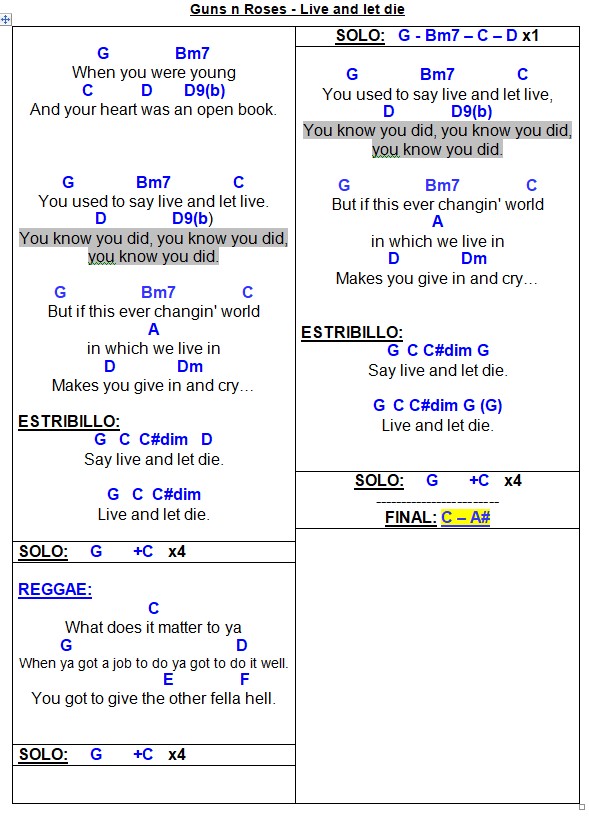 Guns n Roses - Live and let die
G Bm7
When you were young
C D D9(b)
And your heart was an open book.
G Bm7 C
You used to say live and let live.
D D9(b)
You know you did, you know you did,
you know you did.
G Bm7 C
But if this ever changin' world
A
in which we live in
D Dm
Makes you give in and cry…
ESTRIBILLO:
G C C#dim D
Say live and let die.
G C C#dim
Live and let die.
SOLO: G +C x4
REGGAE:
C
What does it matter to ya
G D
When ya got a job to do ya got to do it well.
E F
You got to give the other fella hell.
SOLO: G +C x4
SOLO: G - Bm7 – C – D x1
G Bm7 C
You used to say live and let live,
D D9(b)
You know you did, you know you did,
you know you did.
G Bm7 C
But if this ever changin' world
A
in which we live in
D Dm
Makes you give in and cry…
ESTRIBILLO:
G C C#dim G
Say live and let die.
G C C#dim G (G)
Live and let die.
SOLO: G +C x4
------------------------
FINAL: C – A#